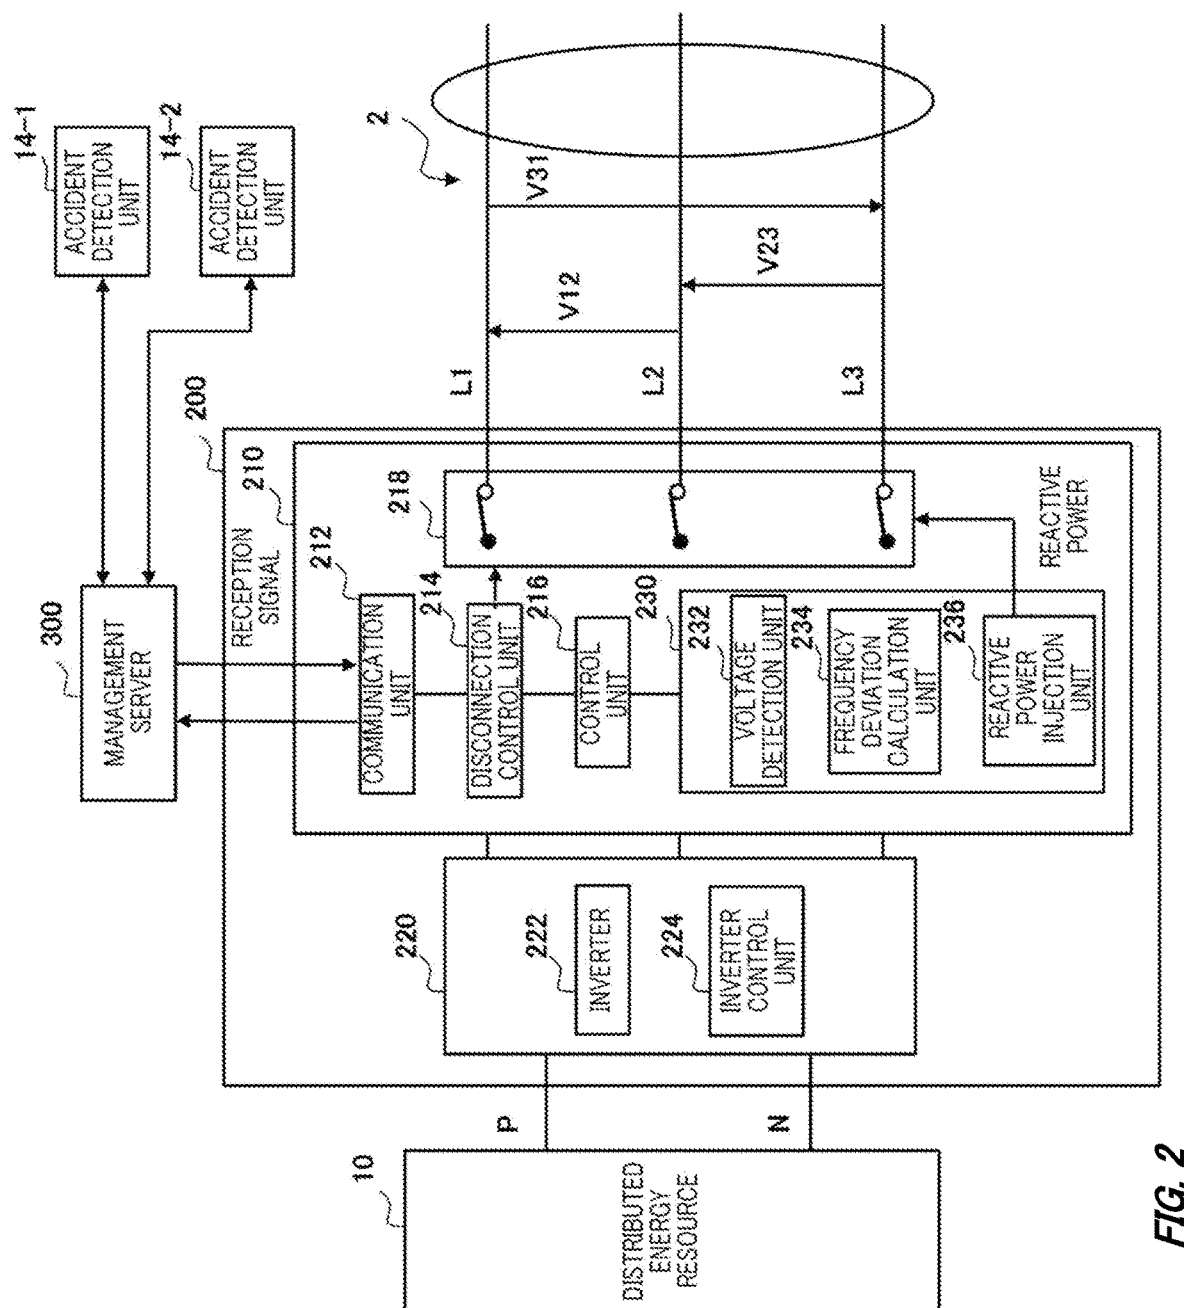 14-1
ACCIDENT
DETECTION
UNIT
14-2
ACCIDENT
DETECTION
UNIT
300
MANAGEMENT
SERVER
200
RECEPTION
SIGNAL
210
212
COMMUNICATION
UNIT
214
DISCONNECTION
CONTROL UNIT
216
CONTROL
UNIT
218
230
232
VOLTAGE
DETECTION UNIT
234
FREQUENCY
DEVIATION
CALCULATION
UNIT
236
REACTIVE
POWER
INJECTION
UNIT
REACTIVE
POWER
L1
L2
L3
V12
V23
V31
2
220
222
INVERTER
224
INVERTER
CONTROL
UNIT
P
N
10
DISTRIBUTED
ENERGY
RESOURCE
FIG. 2